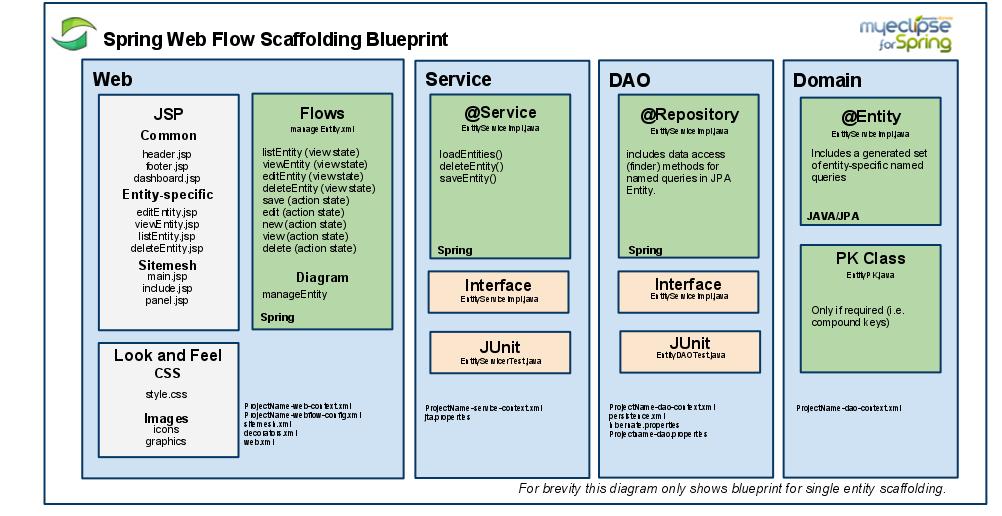 Spring Web Flow Scaffolding Blueprint
myeclipse
for Spring
Web
JSP
Common
header.jsp
footer.jsp
dashboard.jsp
Entity-specific
editEntity.jsp
viewEntity.jsp
listEntity.jsp
deleteEntity.jsp
Sitemesh
main.jsp
include.jsp
panel.jsp
Flows
manageEntity.xml
listEntity (view state)
viewEntity (view state)
editEntity (view state)
deleteEntity (view state)
save (action state)
edit (action state)
new (action state)
view (action state)
delete (action state)
Diagram
manageEntity
Spring
Look and Feel
CSS
style.css
Images
icons
graphics
ProjectName-web-context.xml
ProjectName-webflow-config.xml
sitemesh.xml
decorators.xml
web.xml
Service
@Service
EntityServiceImpl.java
loadEntities()
deleteEntity()
saveEntity()
Spring
Interface
EntityServiceImpl.java
JUnit
EntityServicerTest.java
ProjectName-service-context.xml
jta.properties
DAO
@Repository
EntityServiceImpl.java
includes data access
(finder) methods for
named queries in JPA
Entity.
Spring
Interface
EntityServiceImpl.java
JUnit
EntityDAOTest.java
ProjectName-dao-context.xml
persistence.xml
hibernate.properties
Projectname-dao.properties
Domain
@Entity
EntityServiceImpl.java
Includes a generated set
of entity-specific named
queries
JAVA/JPA
PK Class
EntityPK.java
Only if required (i.e.
compound keys)
ProjectName-dao-context.xml
For brevity this diagram only shows blueprint for single entity scaffolding.